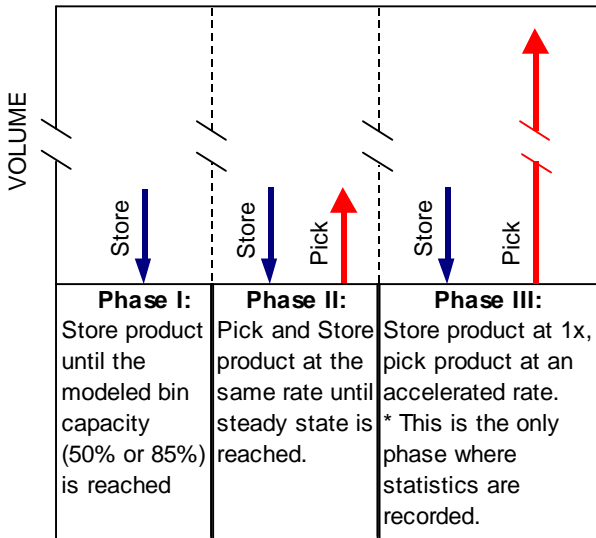 VOLUME
Store
Store
Pick
Store
Pick
Phase I:
Store product
until the
modeled bin
capacity
(50% or 85%)
is reached
Phase II:
Pick and Store
product at the
same rate until
steady state is
reached.
Phase III:
Store product at 1x,
pick product at an
accelerated rate.
* This is the only
phase where
statistics are
recorded.